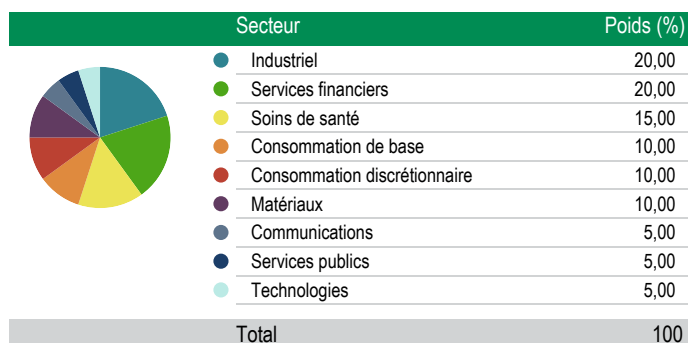 Secteur Poids (%)
Industriel 20,00
Services financiers 20,00
Soins de santé 15,00
Consommation de base 10,00
Consommation discrétionnaire 10,00
Matériaux 10,00
Communications 5,00
Services publics 5,00
Technologies 5,00
Total 100